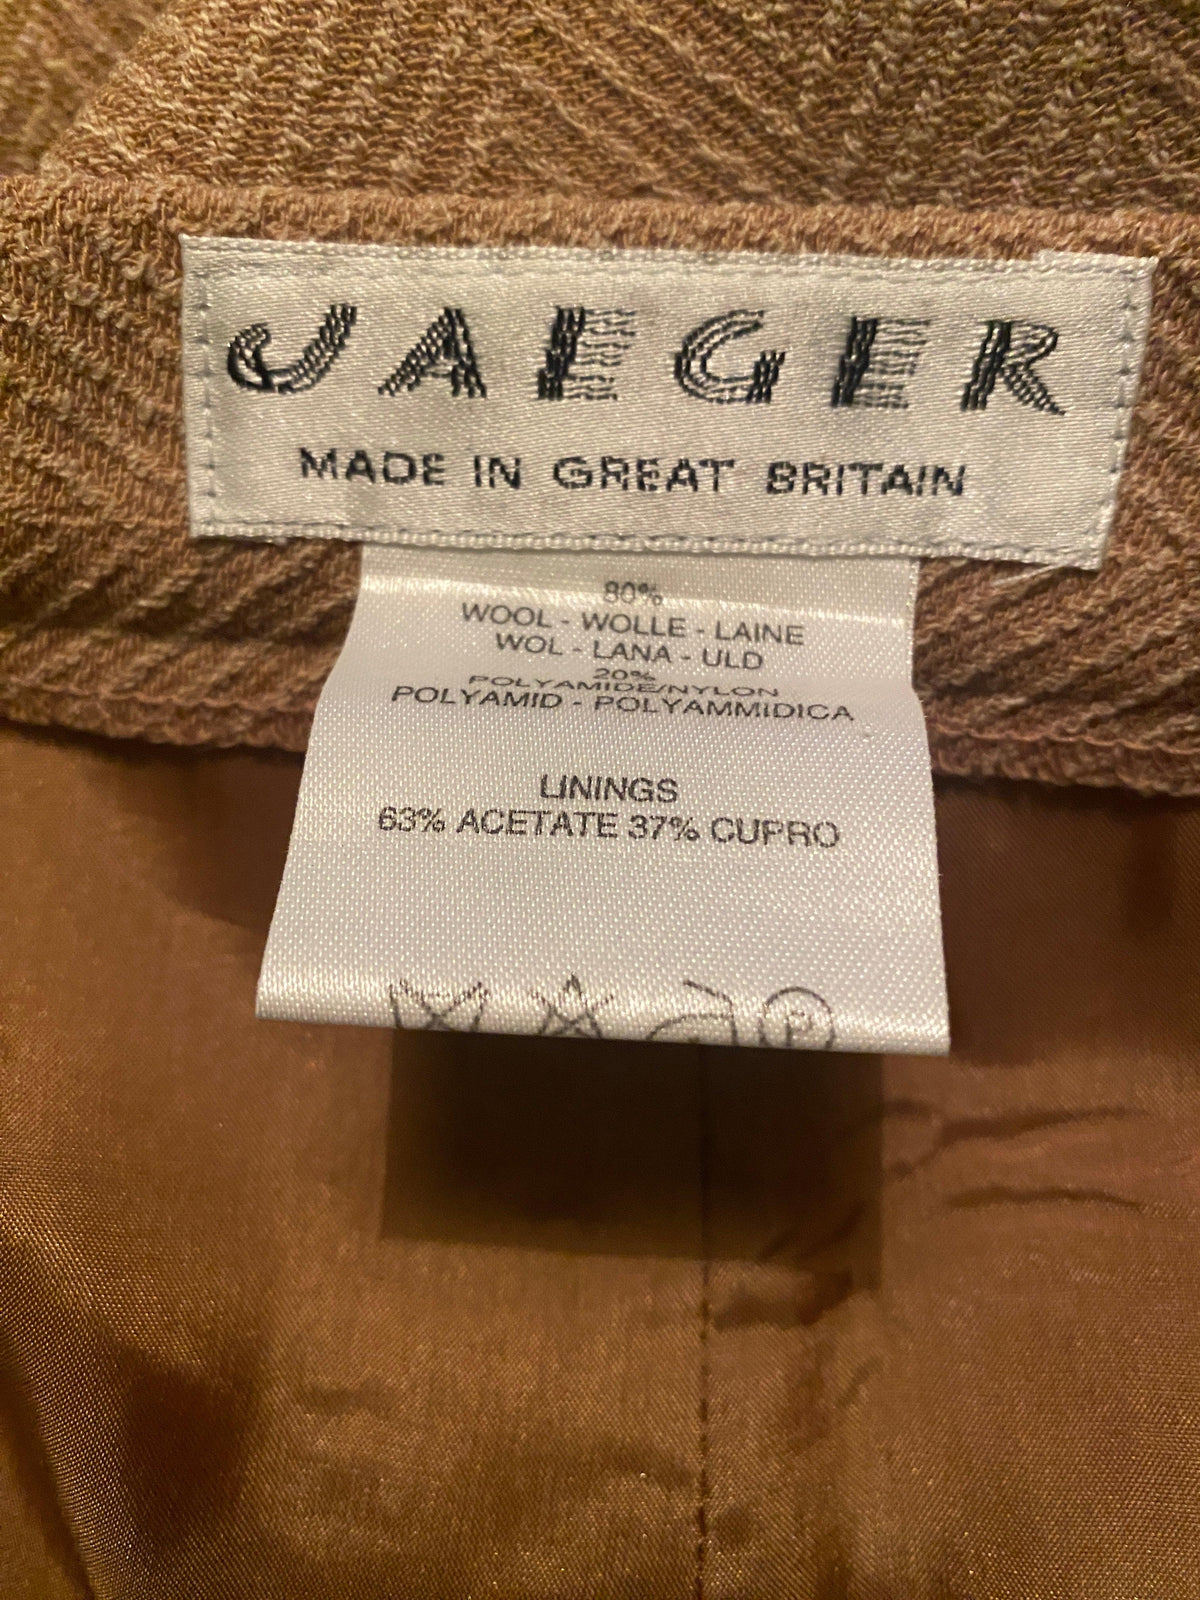 JAEGER
MADE IN GREAT BRITAIN
80%
WOOL - WOLLE - LAINE
WOL - LANA - ULD
20%
POLYAMIDE/NYLON
POLYAMID - POLYAMMIDICA
LININGS
63% ACETATE 37% CUPRO
P